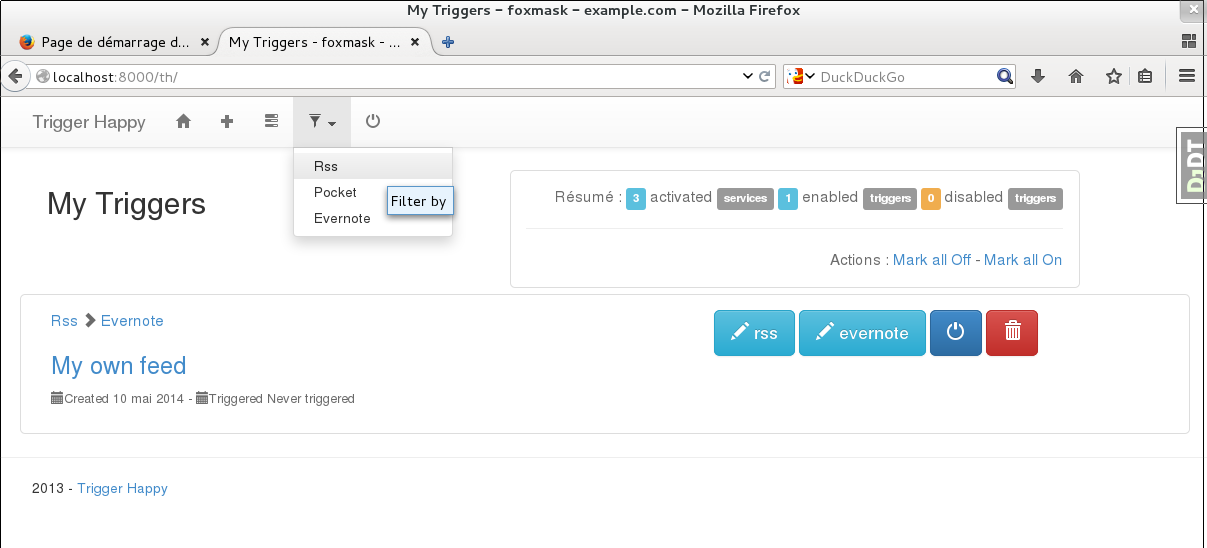 My Triggers - foxmask - example.com - Mozilla Firefox
Page de démarrage d... My Triggers - foxmask - ...
localhost:8000/th/ DuckDuckGo
Trigger Happy
Rss
Pocket
Evernote
Filter by
My Triggers
Résumé : 3 activated services 1 enabled triggers 0 disabled triggers
Actions : Mark all Off - Mark all On
DjDT
Rss Evernote
rss evernote
My own feed
Created 10 mai 2014 - Triggered Never triggered
2013 - Trigger Happy